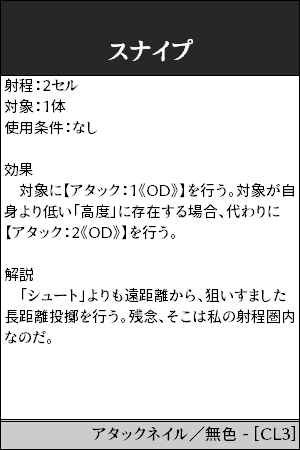 スナイプ
射程：2セル
対象：1体
使用条件：なし
効果
　対象に【アタック：1《OD》】を行う。対象が自
身より低い「高度」に存在する場合、代わりに
【アタック：2《OD》】を行う。
解説
　「シュート」よりも遠距離から、狙いすました
長距離投擲を行う。残念、そこは私の射程圏内
なのだ。
アタックネイル／無色 - [CL3]